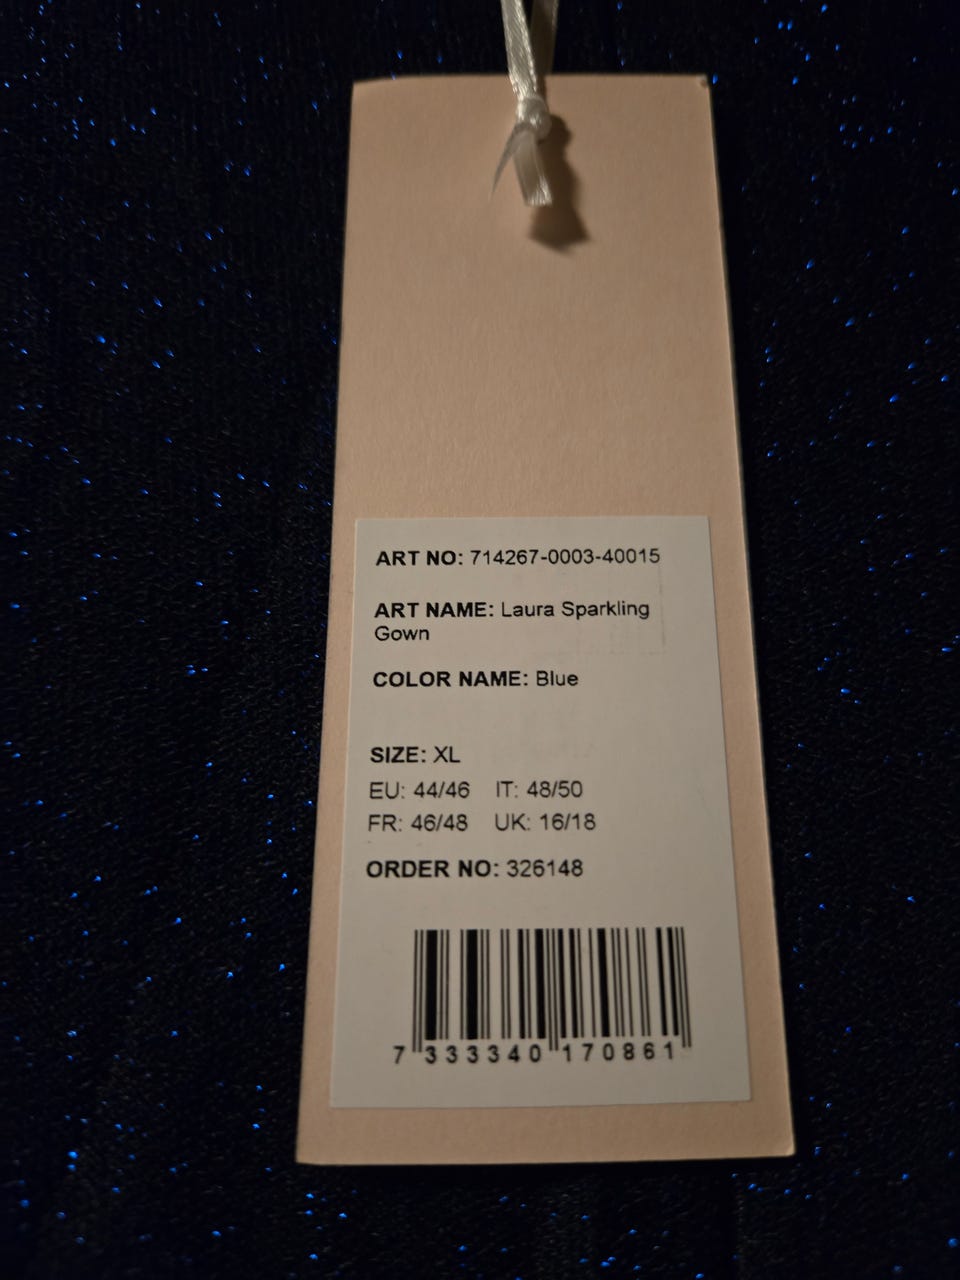 ART NO: 714267-0003-40015
ART NAME: Laura Sparkling
Gown
COLOR NAME: Blue
SIZE: XL
EU: 44/46 IT: 48/50
FR: 46/48 UK: 16/18
ORDER NO: 326148
7 333340 170861